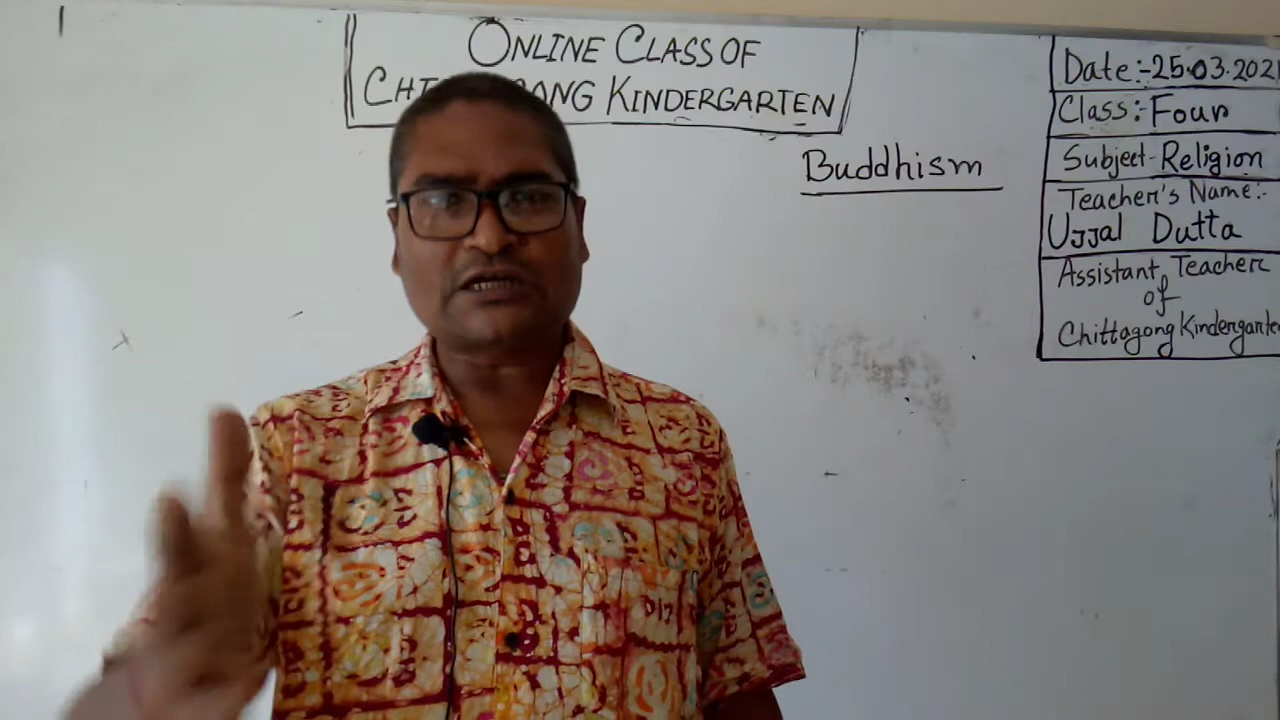 ONLINE CLASS OF
KINDERGARTEN
Buddhism
Date:-25.03.2021
Class: Four
Subject- Religion
Teacher's Name:-
Ujjal Dutta
Assistant Teacher
of
Chittagong Kindergarte